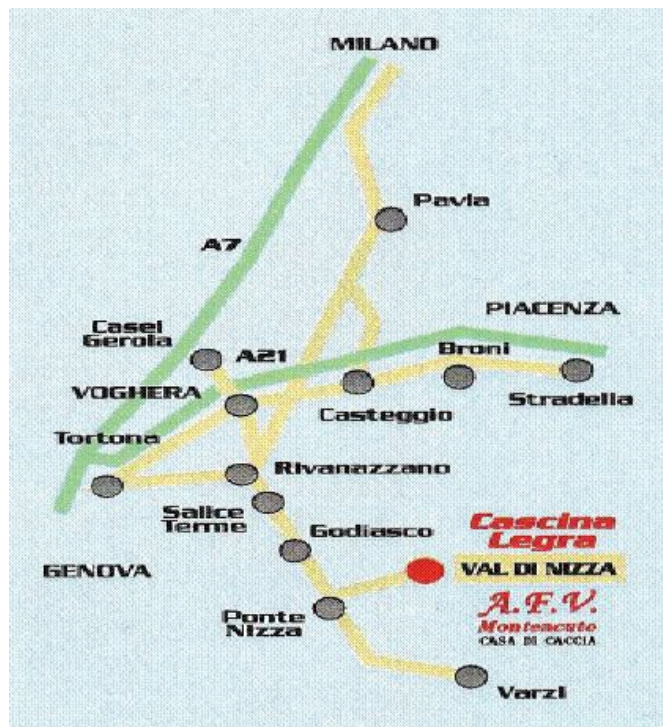 MILANO
Pavia
A7
PIACENZA
Casei
Gerola
A21
Broni
VOGHERA
Casteggio
Stradella
Tortona
Rivanazzano
Salice
Terme
Godiasco
Cascina
Legra
GENOVA
VAL DI NIZZA
Ponte
Nizza
A.F.V.
Monteacuto
CASA DI CACCIA
Varzi